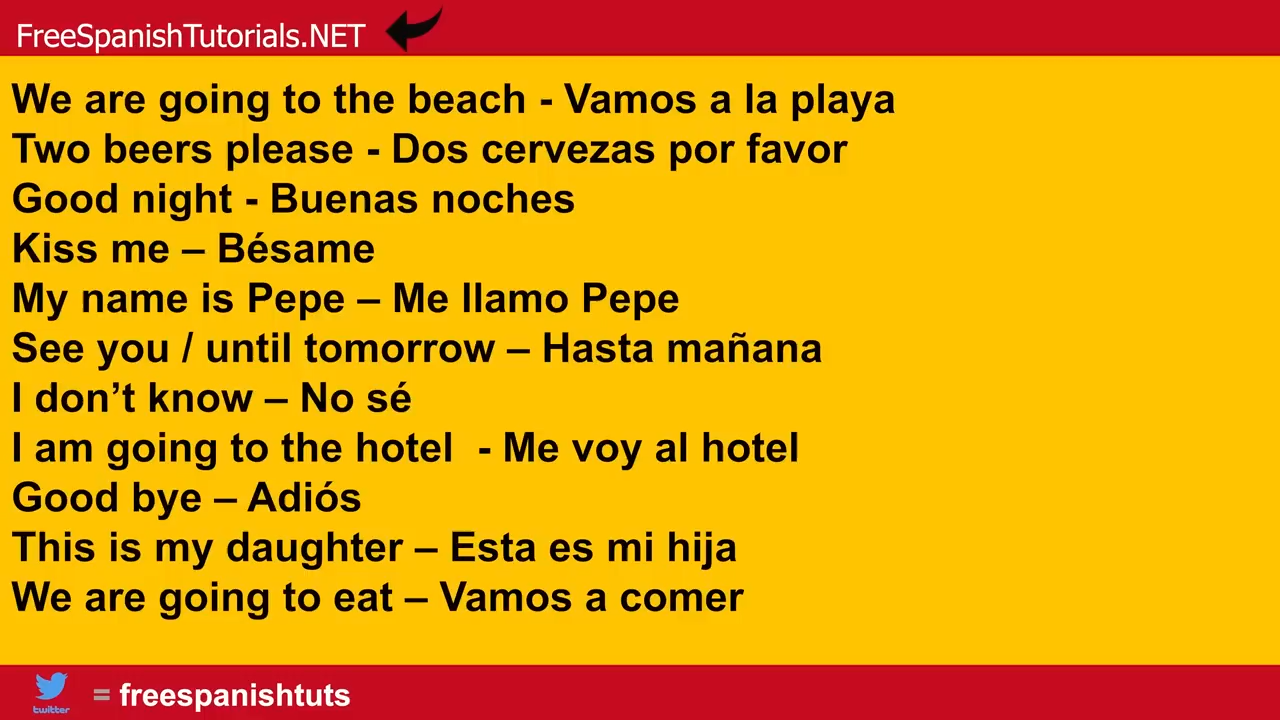 FreeSpanishTutorials.NET
We are going to the beach - Vamos a la playa
Two beers please - Dos cervezas por favor
Good night - Buenas noches
Kiss me – Bésame
My name is Pepe – Me llamo Pepe
See you / until tomorrow – Hasta mañana
I don’t know – No sé
I am going to the hotel  - Me voy al hotel
Good bye – Adiós
This is my daughter – Esta es mi hija
We are going to eat – Vamos a comer
twitter = freespanishtuts